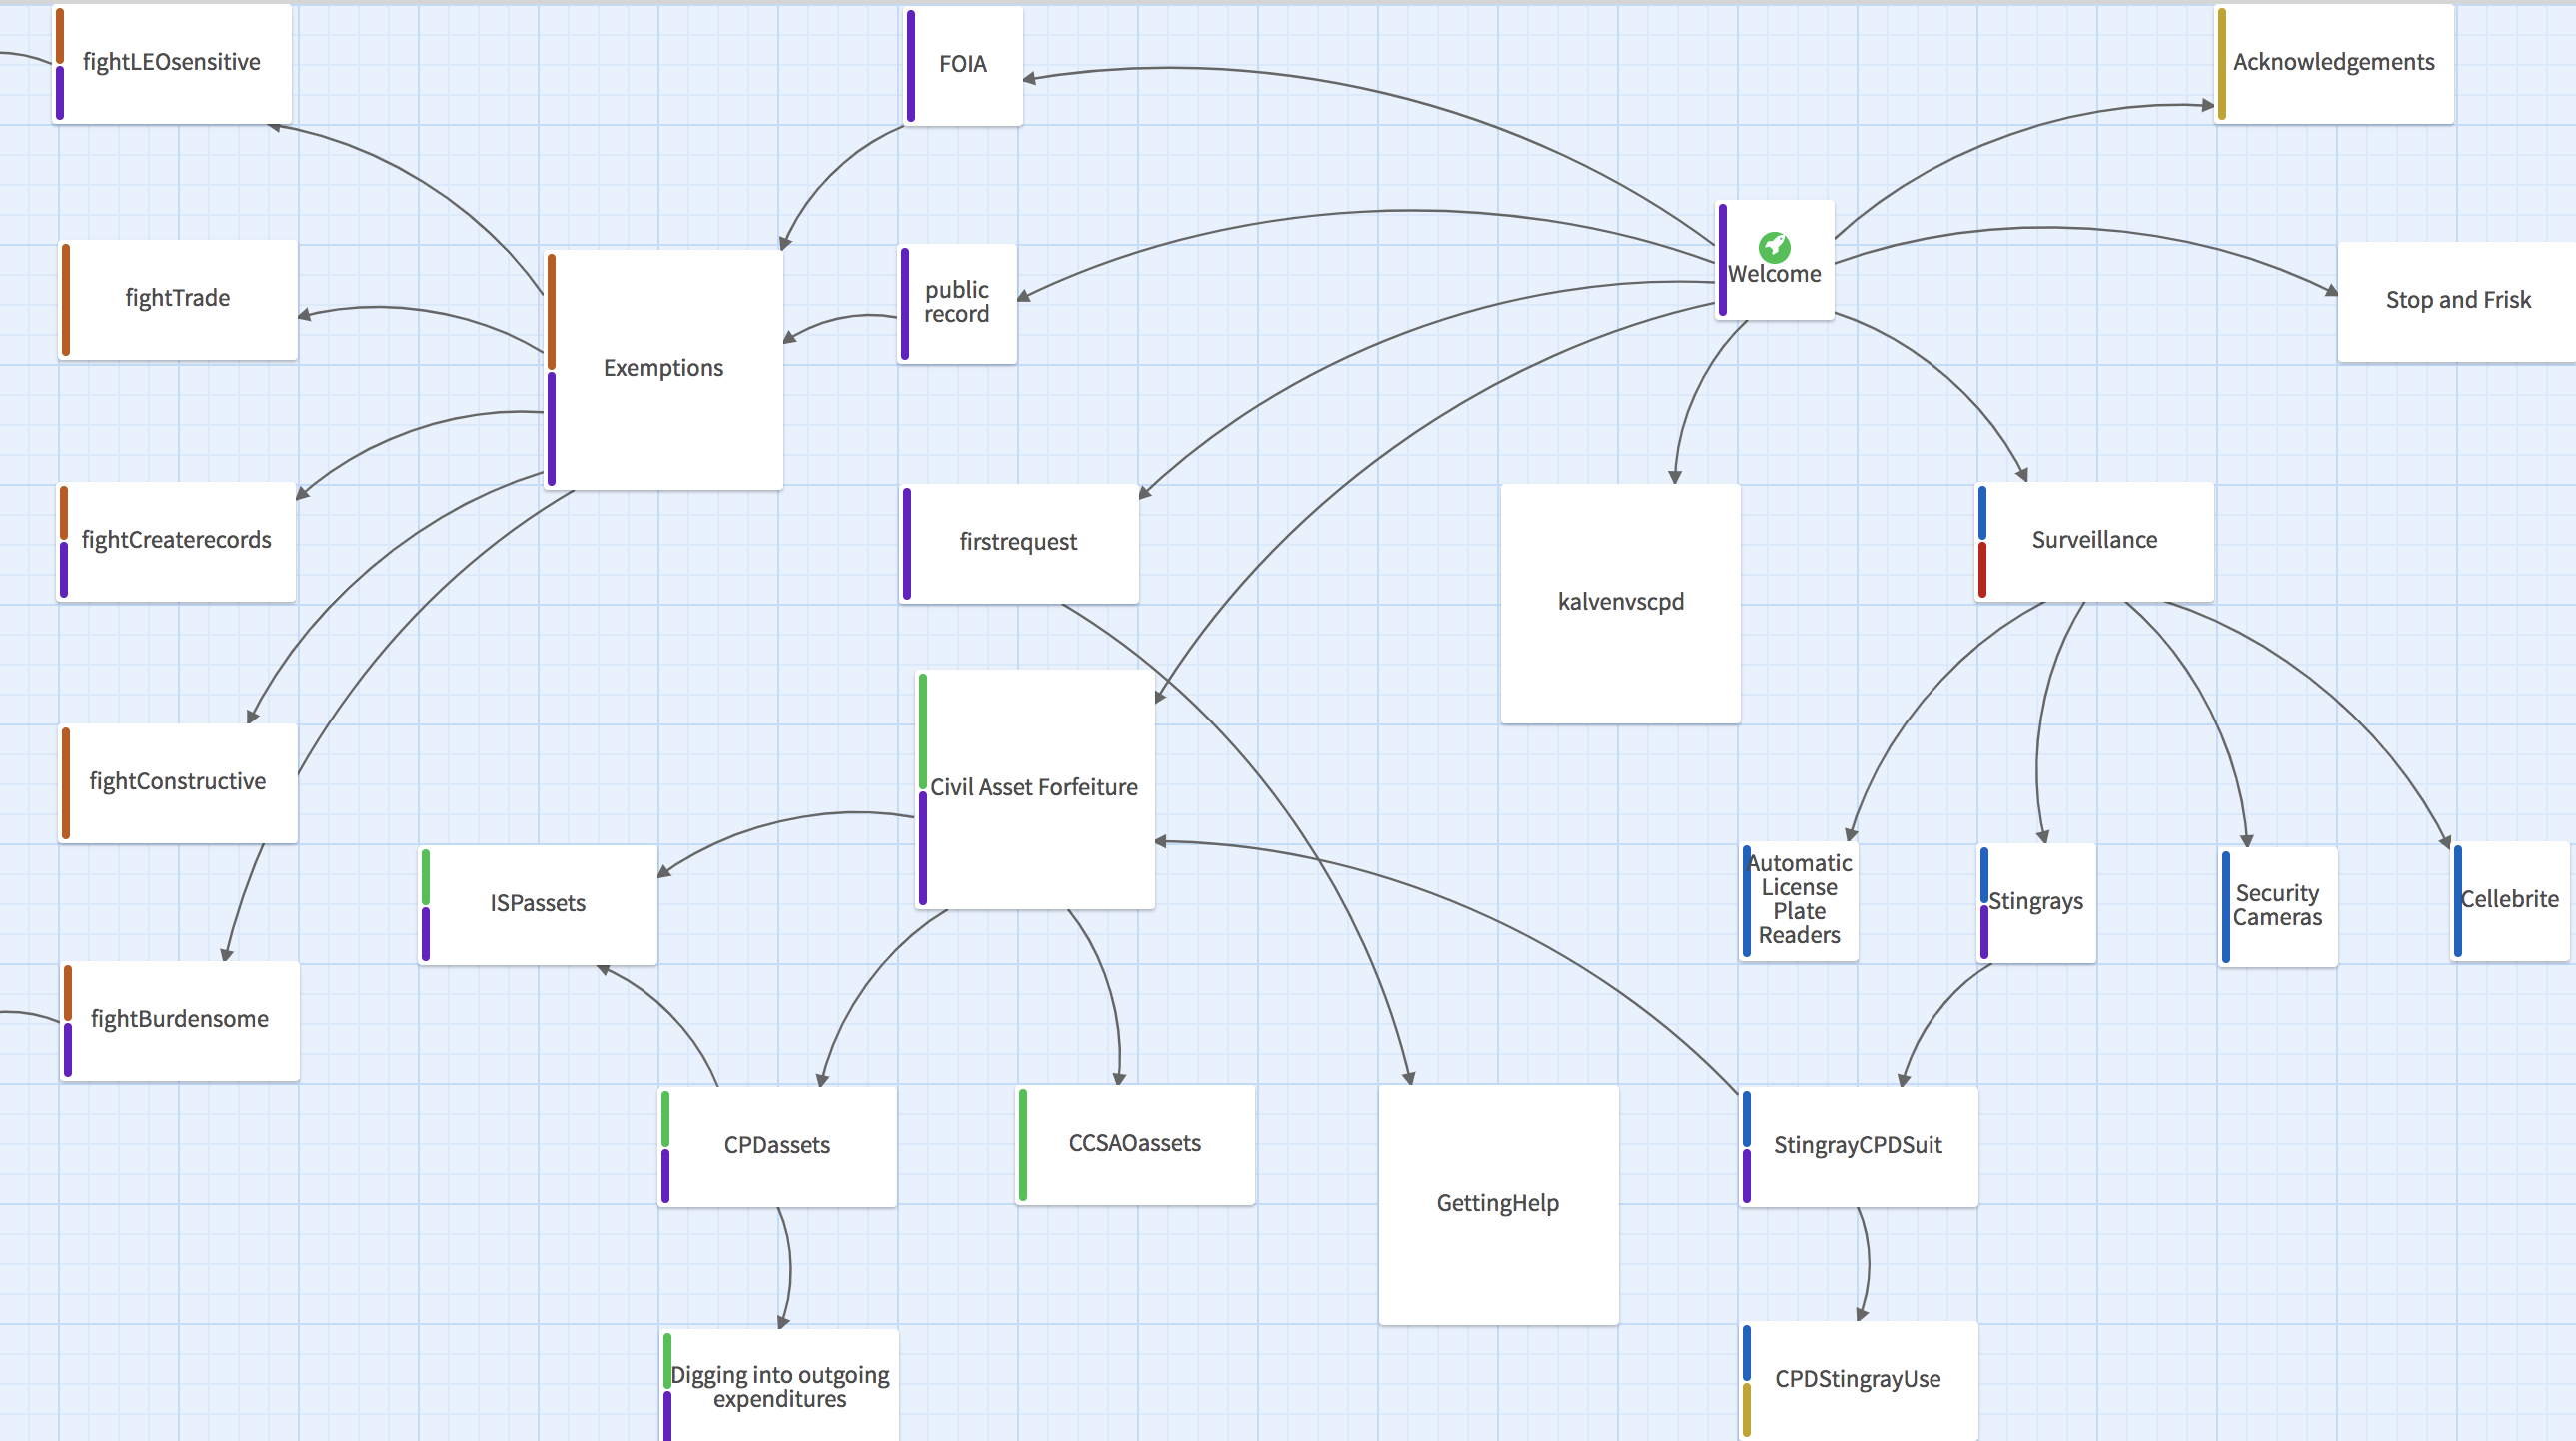 fightLEOsensitive
FOIA
Acknowledgements
Welcome
fightTrade
public
record
Stop and Frisk
Exemptions
fightCreaterecords
firstrequest
Surveillance
kalvenvscpd
fightConstructive
Civil Asset Forfeiture
ISPassets
Automatic
License
Plate
Readers
Stingrays
Security
Cameras
Cellebrite
fightBurdensome
CPDassets
CCSAOassets
GettingHelp
StingrayCPDSuit
Digging into outgoing
expenditures
CPDStingrayUse